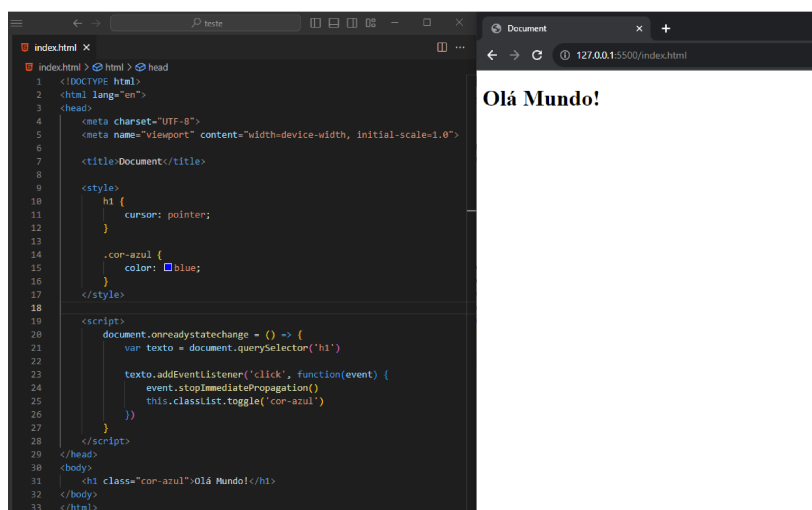 teste
index.html
index.html > html > head
1 <!DOCTYPE html>
2 <html lang="en">
3 <head>
4 <meta charset="UTF-8">
5 <meta name="viewport" content="width=device-width, initial-scale=1.0">
6
7 <title>Document</title>
8
9 <style>
10 h1 {
11 cursor: pointer;
12 }
13
14 .cor-azul {
15 color: blue;
16 }
17 </style>
18
19 <script>
20 document.onreadystatechange = () => {
21 var texto = document.querySelector('h1')
22
23 texto.addEventListener('click', function(event) {
24 event.stopImmediatePropagation()
25 this.classList.toggle('cor-azul')
26 })
27 }
28 </script>
29 </head>
30 <body>
31 <h1 class="cor-azul">Olá Mundo!</h1>
32 </body>
33 </html>
Document
127.0.0.1:5500/index.html
Olá Mundo!